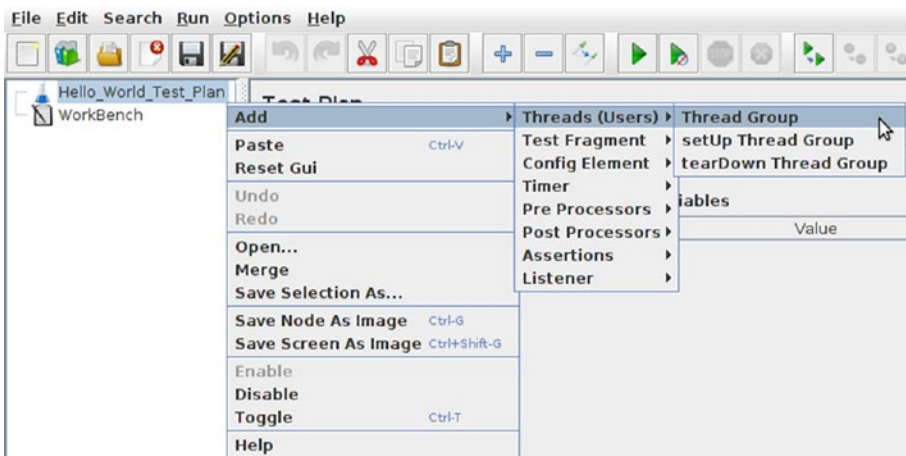 File Edit Search Run Options Help
Hello_World_Test_Plan
WorkBench
Test Plan
Add
Paste Ctrl-V
Reset Gui
Undo
Redo
Open...
Merge
Save Selection As...
Save Node As Image Ctrl-G
Save Screen As Image Ctrl+Shift-G
Enable
Disable
Toggle Ctrl-T
Help
Threads (Users)
Test Fragment
Config Element
Timer
Pre Processors
Post Processors
Assertions
Listener
Thread Group
setUp Thread Group
tearDown Thread Group
iables
Value